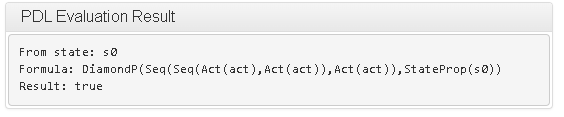 PDL Evaluation Result
From state: s0
Formula: DiamondP(Seq(Seq(Act(act),Act(act)),Act(act)),StateProp(s0))
Result: true